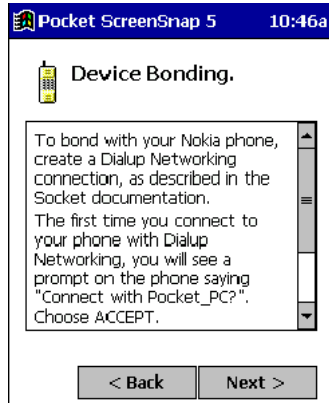 Pocket ScreenSnap 5 10:46a
Device Bonding.
To bond with your Nokia phone,
create a Dialup Networking
connection, as described in the
Socket documentation.
The first time you connect to
your phone with Dialup
Networking, you will see a
prompt on the phone saying
"Connect with Pocket_PC?".
Choose ACCEPT.
< Back Next >